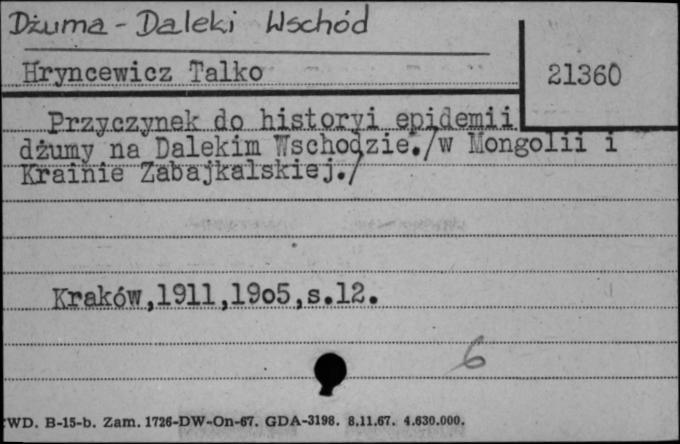 Dżuma - Daleki Wschód
Hryncewicz Talko
21360
Przyczynek do historyi epidemii
dżumy na Dalekim Wschodzie./w Mongolii i
Krainie Zabajkalskiej./
Kraków,1911,19o5,s.12.
6
WD. B-15-b. Zam. 1726-DW-On-67. GDA-3198. 8.11.67. 4.630.000.